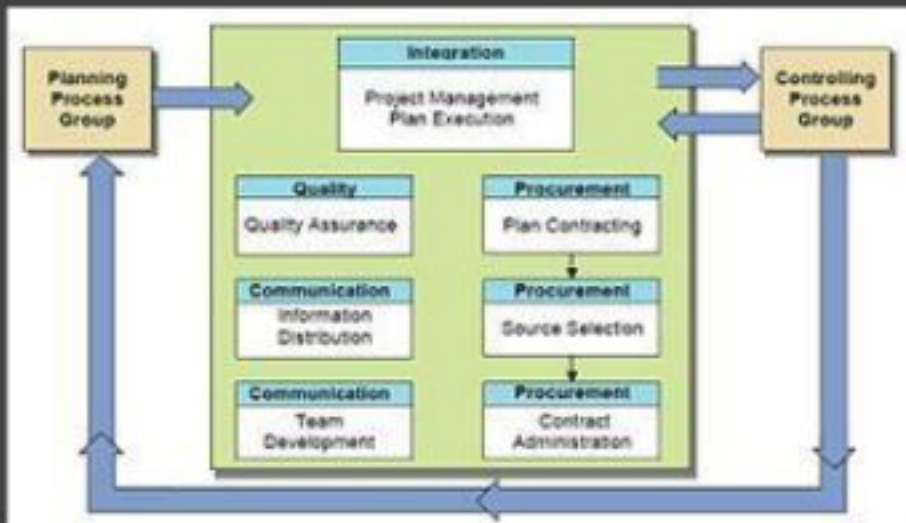 Planning
Process
Group
Integration
Project Management
Plan Execution
Controlling
Process
Group
Quality
Quality Assurance
Procurement
Plan Contracting
Communication
Information
Distribution
Procurement
Source Selection
Communication
Team
Development
Procurement
Contract
Administration